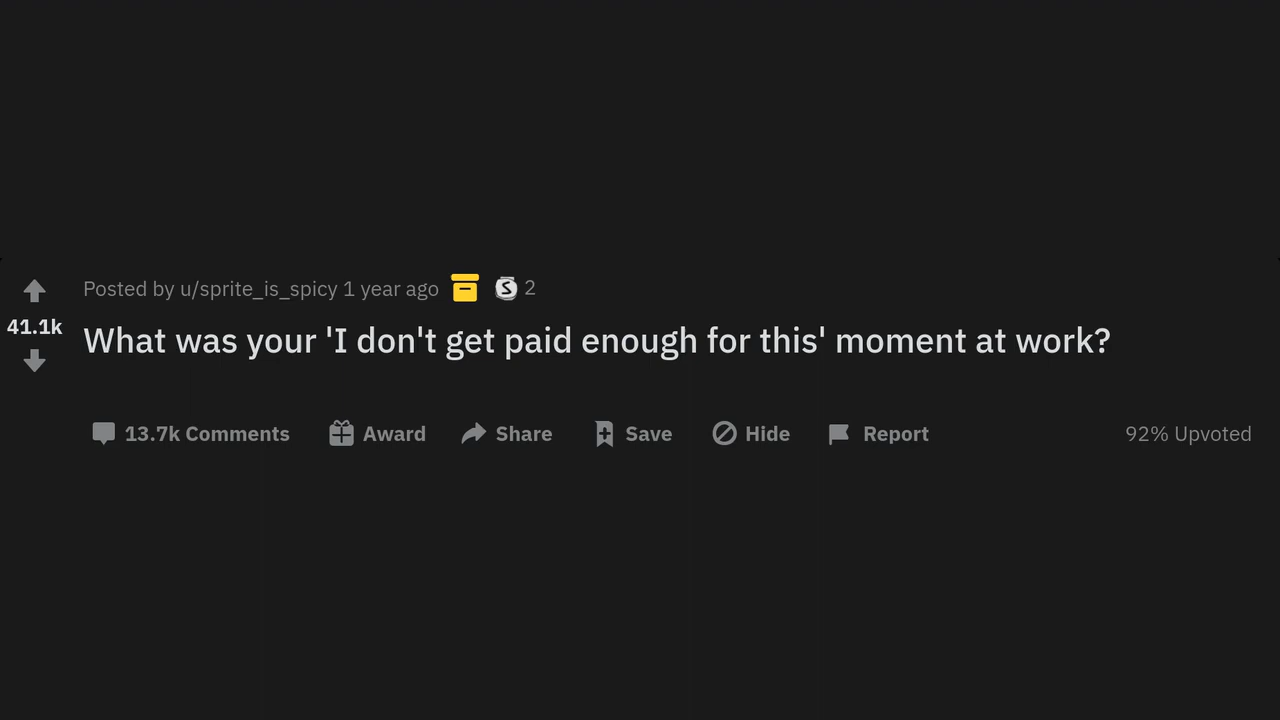 Posted by u/sprite_is_spicy 1 year ago S 2
41.1k
What was your 'I don't get paid enough for this' moment at work?
13.7k Comments Award Share Save Hide Report 92% Upvoted